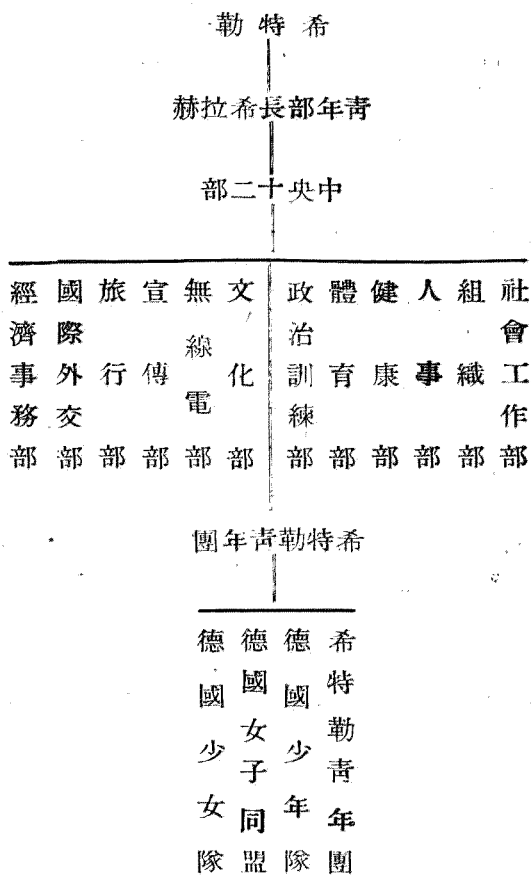 希特勒
青年部長希拉赫
中央十二部
社會工作部
組織部
人事部
健康部
體育部
政治訓練部
文化部
無線電部
宣傳部
旅行部
國際外交部
經濟事務部
希特勒青年團
希特勒青年團
德國少年隊
德國女子同盟
德國少女隊